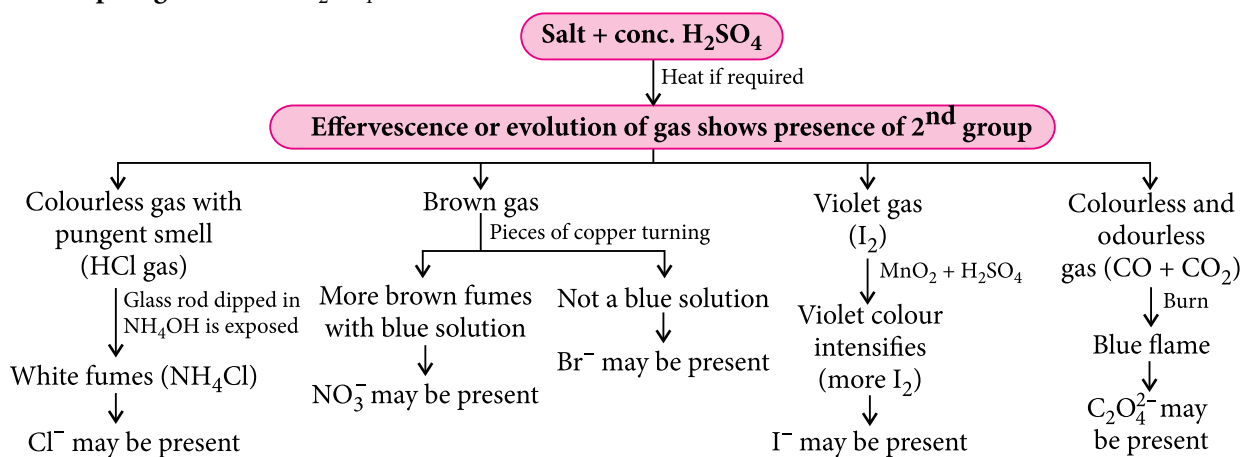 Salt + conc. H₂SO₄
Heat if required
Effervescence or evolution of gas shows presence of 2ⁿᵈ group
Colourless gas with
pungent smell
(HCl gas)
Glass rod dipped in
NH₄OH is exposed
White fumes (NH₄Cl)
Cl⁻ may be present
Brown gas
Pieces of copper turning
More brown fumes
with blue solution
NO₃⁻ may be present
Not a blue solution
Br⁻ may be present
Violet gas
(I₂)
MnO₂ + H₂SO₄
Violet colour
intensifies
(more I₂)
I⁻ may be present
Colourless and
odourless
gas (CO + CO₂)
Burn
Blue flame
C₂O₄²⁻ may
be present